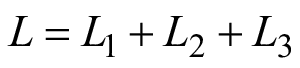 L = L₁ + L₂ + L₃